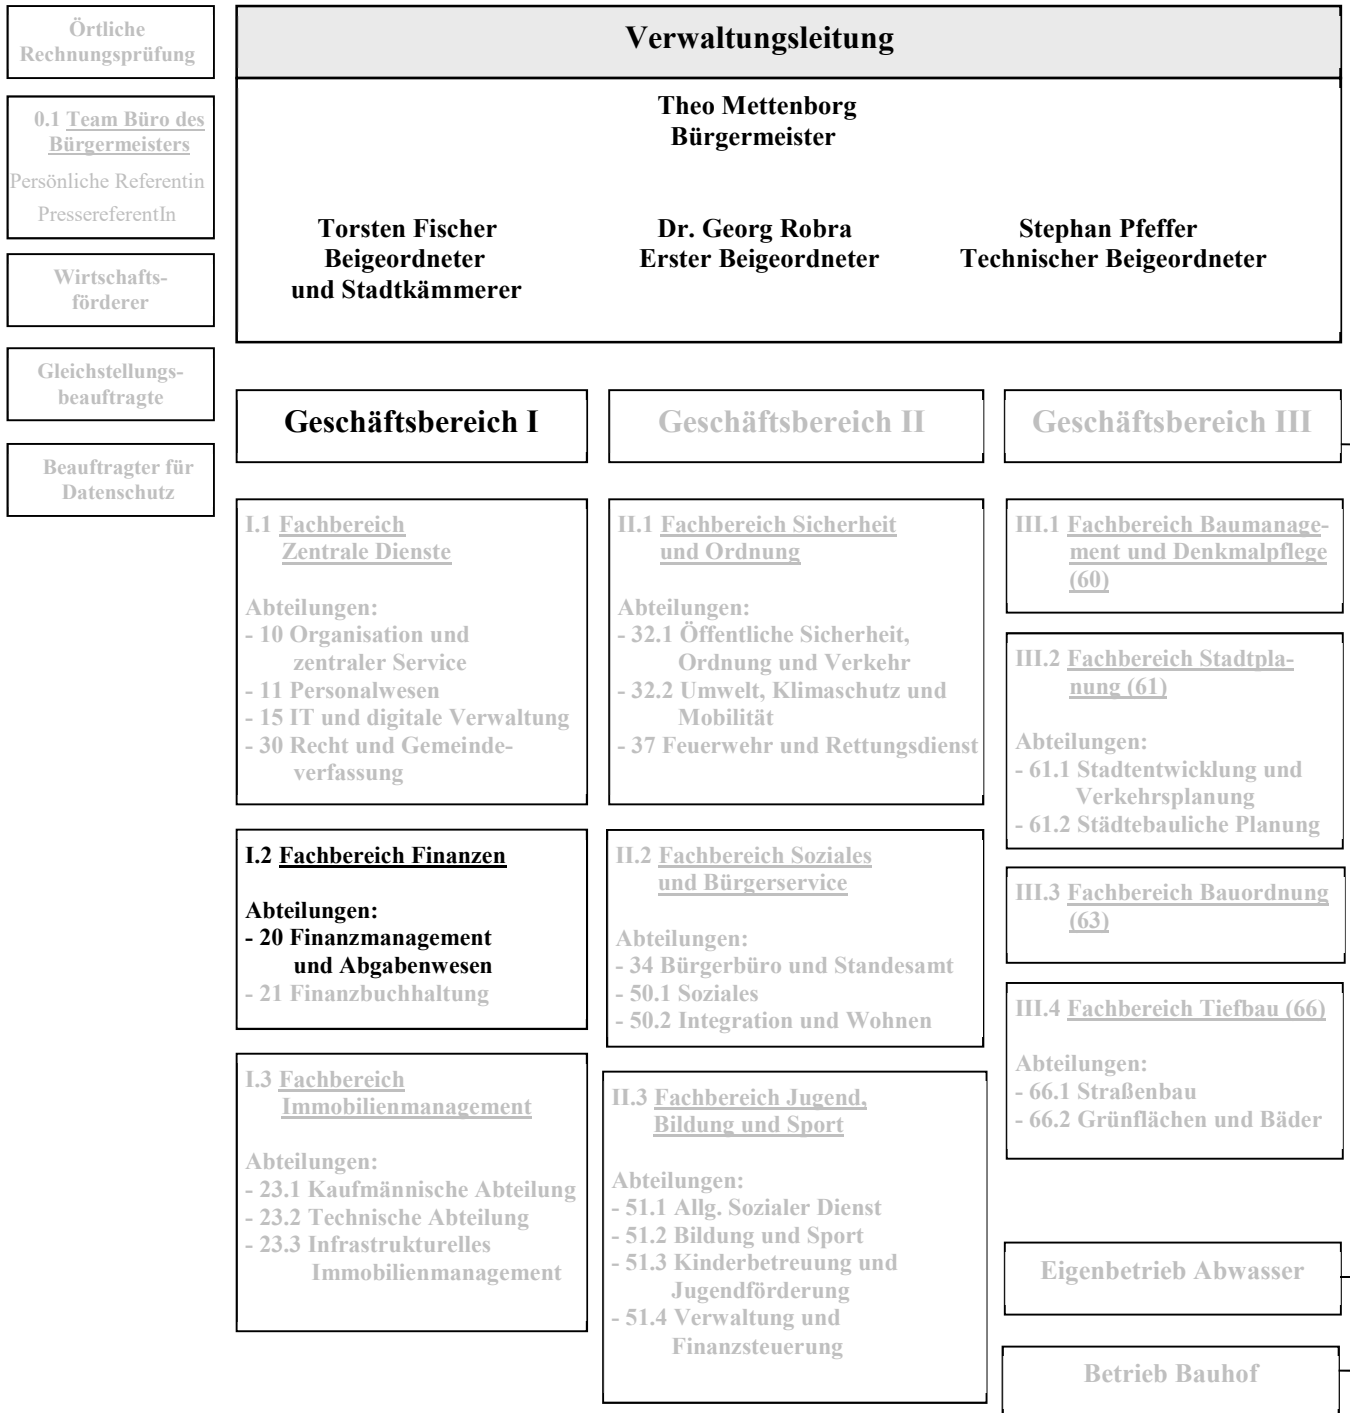 Örtliche
Rechnungsprüfung
0.1 Team Büro des
Bürgermeisters
Persönliche Referentin
PressereferentIn
Wirtschafts-
förderer
Gleichstellungs-
beauftragte
Beauftragter für
Datenschutz
Verwaltungsleitung
Theo Mettenborg
Bürgermeister
Torsten Fischer
Beigeordneter
und Stadtkämmerer
Dr. Georg Robra
Erster Beigeordneter
Stephan Pfeffer
Technischer Beigeordneter
Geschäftsbereich I
I.1 Fachbereich
Zentrale Dienste
Abteilungen:
- 10 Organisation und
zentraler Service
- 11 Personalwesen
- 15 IT und digitale Verwaltung
- 30 Recht und Gemeinde-
verfassung
I.2 Fachbereich Finanzen
Abteilungen:
- 20 Finanzmanagement
und Abgabenwesen
- 21 Finanzbuchhaltung
I.3 Fachbereich
Immobilienmanagement
Abteilungen:
- 23.1 Kaufmännische Abteilung
- 23.2 Technische Abteilung
- 23.3 Infrastrukturelles
Immobilienmanagement
Geschäftsbereich II
II.1 Fachbereich Sicherheit
und Ordnung
Abteilungen:
- 32.1 Öffentliche Sicherheit,
Ordnung und Verkehr
- 32.2 Umwelt, Klimaschutz und
Mobilität
- 37 Feuerwehr und Rettungsdienst
II.2 Fachbereich Soziales
und Bürgerservice
Abteilungen:
- 34 Bürgerbüro und Standesamt
- 50.1 Soziales
- 50.2 Integration und Wohnen
II.3 Fachbereich Jugend,
Bildung und Sport
Abteilungen:
- 51.1 Allg. Sozialer Dienst
- 51.2 Bildung und Sport
- 51.3 Kinderbetreuung und
Jugendförderung
- 51.4 Verwaltung und
Finanzsteuerung
Geschäftsbereich III
III.1 Fachbereich Baumanage-
ment und Denkmalpflege
(60)
III.2 Fachbereich Stadtpla-
nung (61)
Abteilungen:
- 61.1 Stadtentwicklung und
Verkehrsplanung
- 61.2 Städtebauliche Planung
III.3 Fachbereich Bauordnung
(63)
III.4 Fachbereich Tiefbau (66)
Abteilungen:
- 66.1 Straßenbau
- 66.2 Grünflächen und Bäder
Eigenbetrieb Abwasser
Betrieb Bauhof